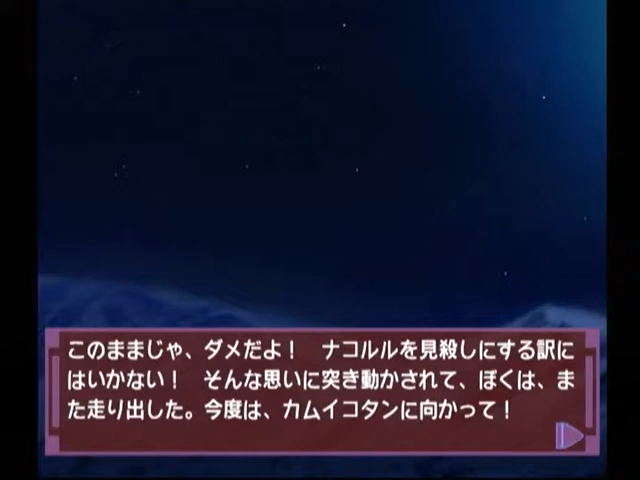 このままじゃ、ダメだよ！　ナコルルを見殺しにする訳に
はいかない！　そんな思いに突き動かされて、ぼくは、ま
た走り出した。今度は、カムイコタンに向かって！